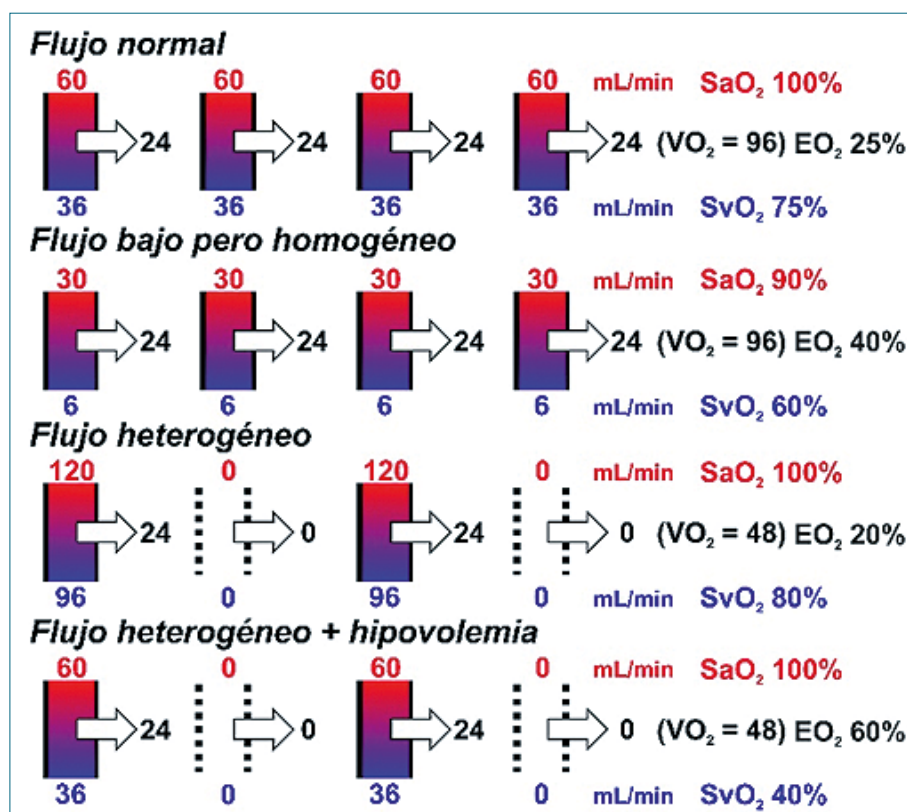 Flujo normal
60 60 60 60 mL/min SaO₂ 100%
24 24 24 24 (VO₂ = 96) EO₂ 25%
36 36 36 36 mL/min SvO₂ 75%
Flujo bajo pero homogéneo
30 30 30 30 mL/min SaO₂ 90%
24 24 24 24 (VO₂ = 96) EO₂ 40%
6 6 6 6 mL/min SvO₂ 60%
Flujo heterogéneo
120 0 120 0 mL/min SaO₂ 100%
24 0 24 0 (VO₂ = 48) EO₂ 20%
96 0 96 0 mL/min SvO₂ 80%
Flujo heterogéneo + hipovolemia
60 0 60 0 mL/min SaO₂ 100%
24 0 24 0 (VO₂ = 48) EO₂ 60%
36 0 36 0 mL/min SvO₂ 40%